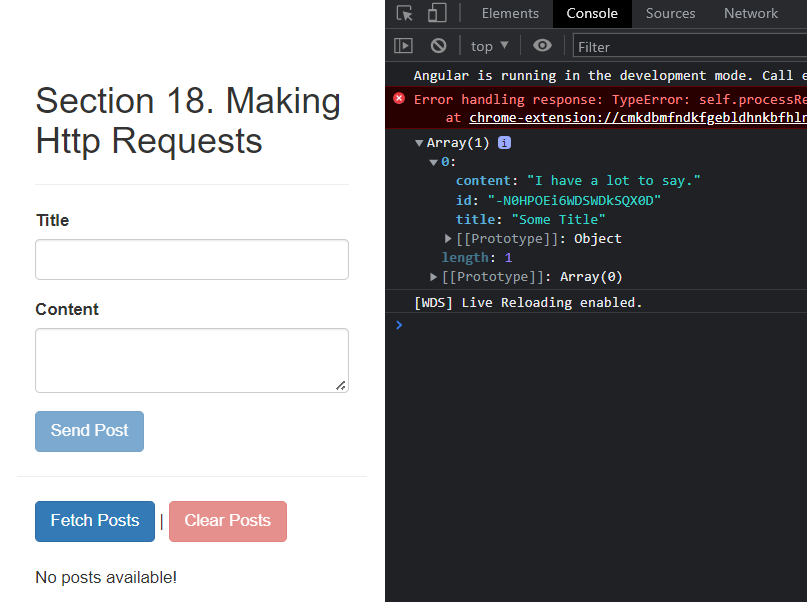 Section 18. Making
Http Requests
Title
Content
Send Post
Fetch Posts | Clear Posts
No posts available!
Elements Console Sources Network
top ▼ Filter
Angular is running in the development mode. Call e
Error handling response: TypeError: self.processRe
at chrome-extension://cmkdbmfndkfgebldhnkbfhlr
▼Array(1) i
▼0:
content: "I have a lot to say."
id: "-N0HPOEi6WDSWDkSQX0D"
title: "Some Title"
▶[[Prototype]]: Object
length: 1
▶[[Prototype]]: Array(0)
[WDS] Live Reloading enabled.
>